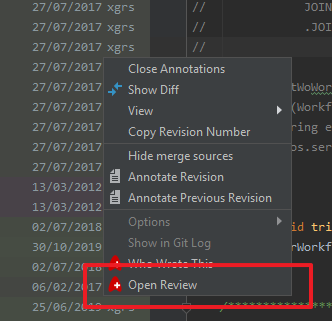 27/07/2017 xgrs // JOIN
27/07/2017 xgrs // .JOI
27/07/2017 xgrs //
27/07/2017
Close Annotations
27/07/2017 Show Diff tWoWor
27/07/2017 View (Workf
27/07/2017 Copy Revision Number ring e
27/07/2017 os.ser
27/07/2017 Hide merge sources
13/03/2012 Annotate Revision
13/03/2012 Annotate Previous Revision
02/07/2018 Options id tri
30/10/2019 Show in Git Log rWorkf
02/07/2018 Who Wrote This
06/02/2017 Open Review
25/06/2019 xgrs /****************